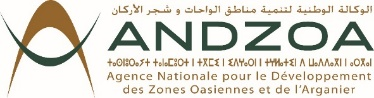 الوكالة الوطنية لتنمية مناطق الواحات و شجر الأركان
ANDZOA
Agence Nationale pour le Développement
des Zones Oasiennes et de l'Arganier